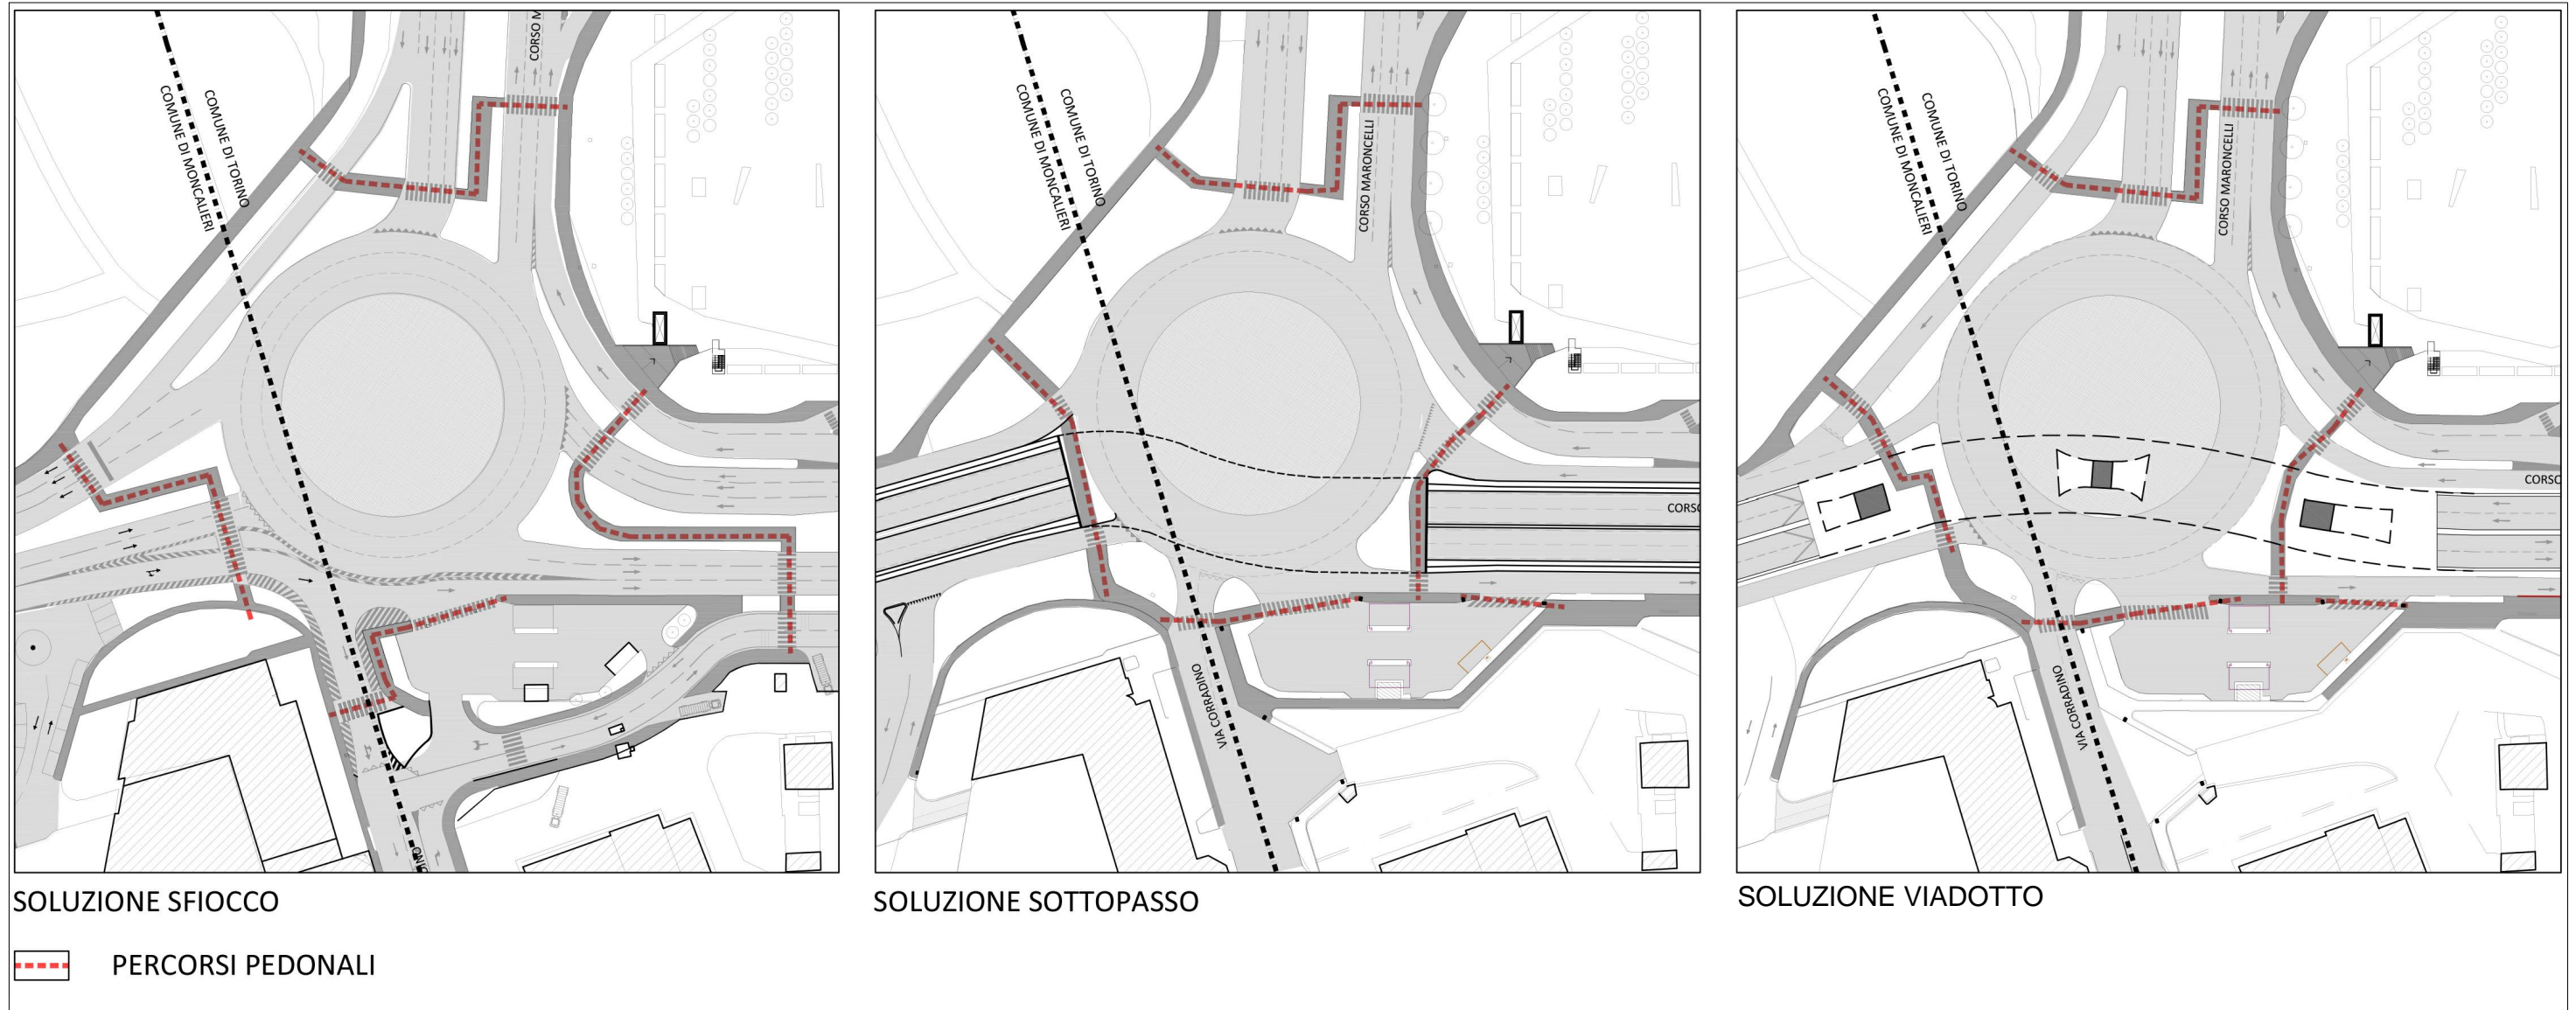 CORSO M
COMUNE DI TORINO
COMUNE DI MONCALIERI
SOLUZIONE SFIOCCO
COMUNE DI TORINO
COMUNE DI MONCALIERI
CORSO MARONCELLI
CORSO
VIA CORRADINO
SOLUZIONE SOTTOPASSO
COMUNE DI TORINO
COMUNE DI MONCALIERI
CORSO MARONCELLI
CORSO
VIA CORRADINO
SOLUZIONE VIADOTTO
PERCORSI PEDONALI